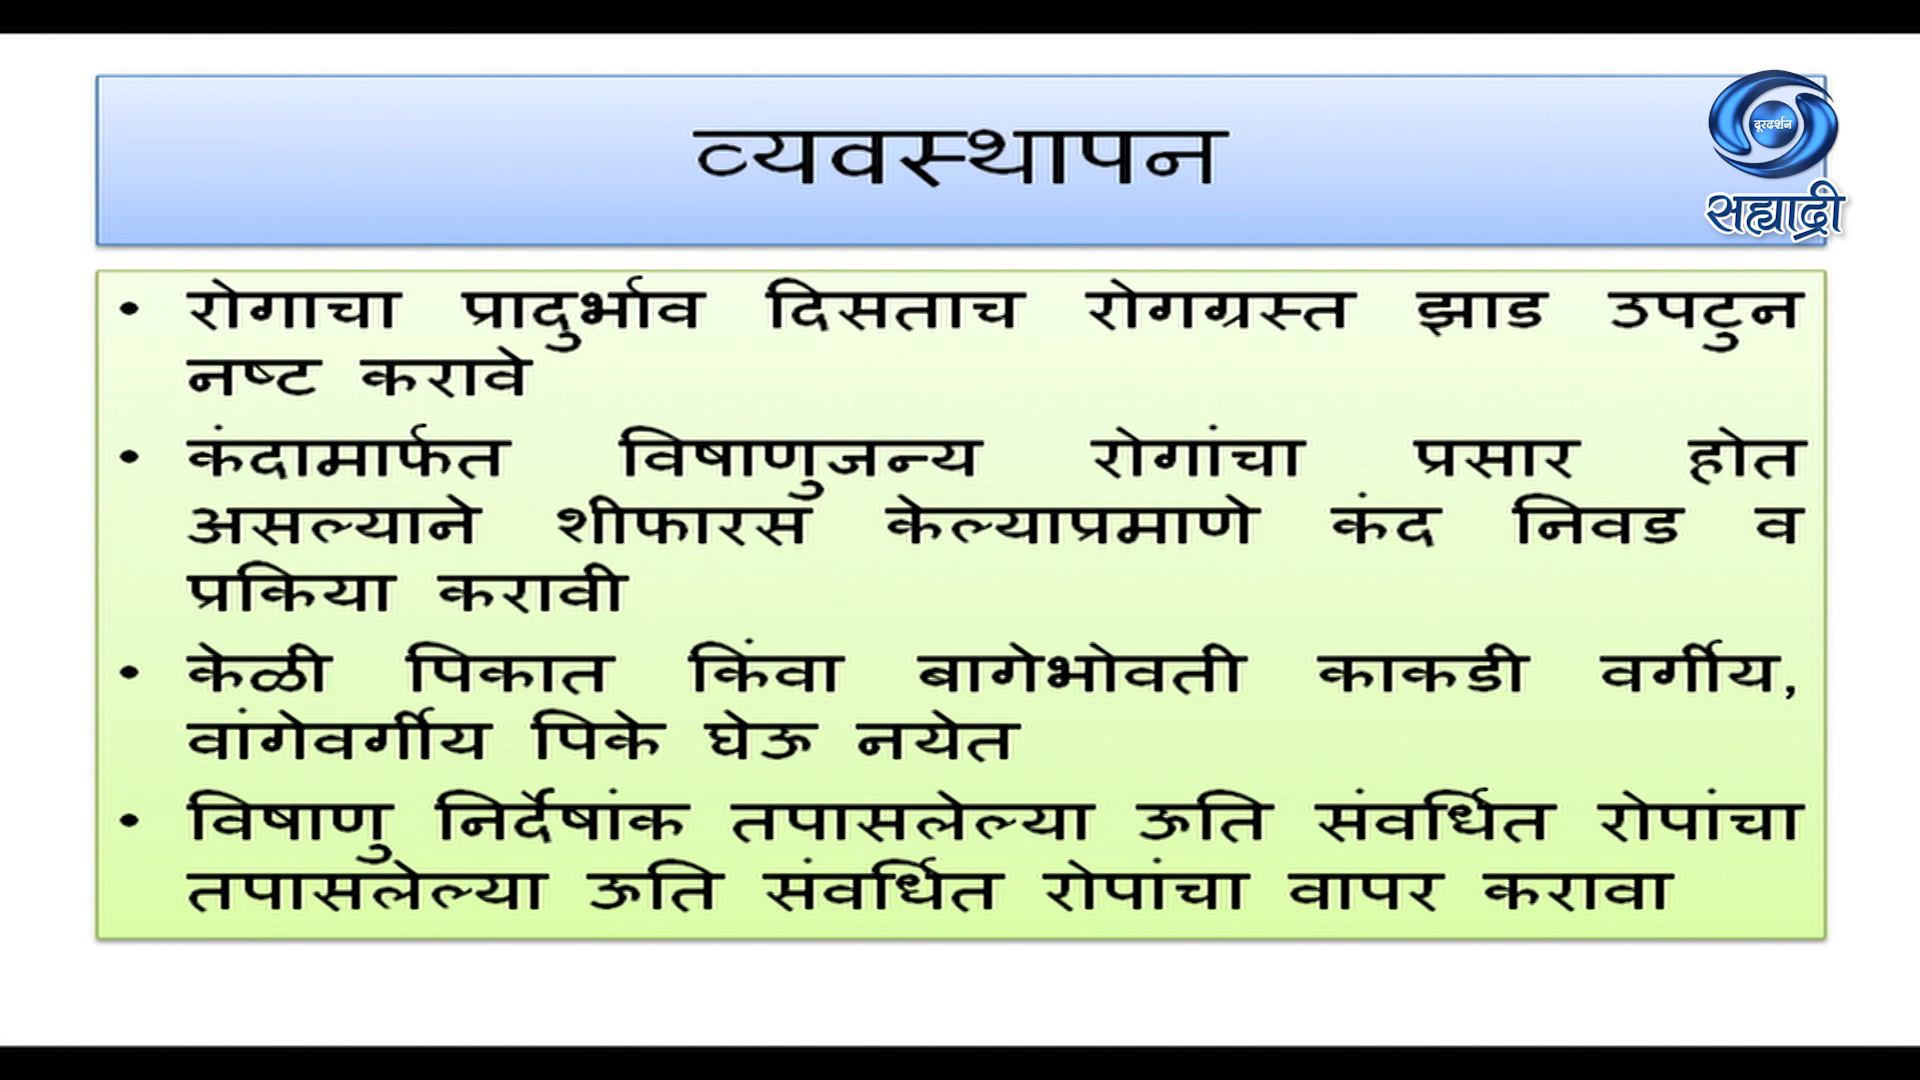 दूरदर्शन
सह्याद्री
व्यवस्थापन
• रोगाचा प्रादुर्भाव दिसताच रोगग्रस्त झाड उपटुन
नष्ट करावे
• कंदामार्फत विषाणुजन्य रोगांचा प्रसार होत
असल्याने शीफारस केल्याप्रमाणे कंद निवड व
प्रकिया करावी
• केळी पिकात किंवा बागेभोवती काकडी वर्गीय,
वांगेवर्गीय पिके घेऊ नयेत
• विषाणु निर्देषांक तपासलेल्या ऊति संवर्धित रोपांचा
तपासलेल्या ऊति संवर्धित रोपांचा वापर करावा